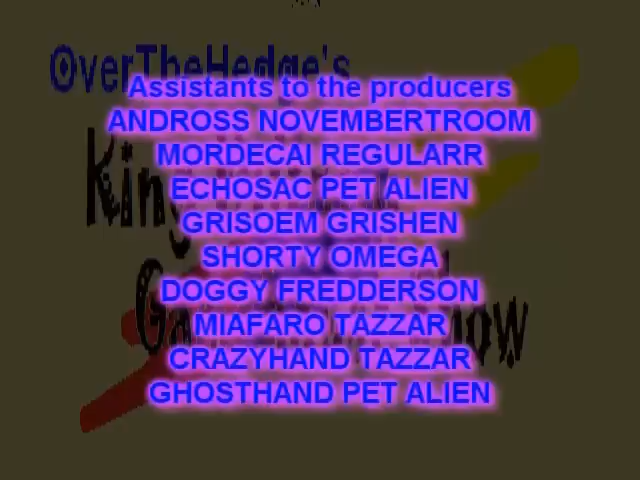 OverTheHedge's
Assistants to the producers
ANDROSS NOVEMBERTROOM
MORDECAI REGULARR
ECHOSAC PET ALIEN
GRISOEM GRISHEN
SHORTY OMEGA
DOGGY FREDDERSON
MIAFARO TAZZAR
CRAZYHAND TAZZAR
GHOSTHAND PET ALIEN